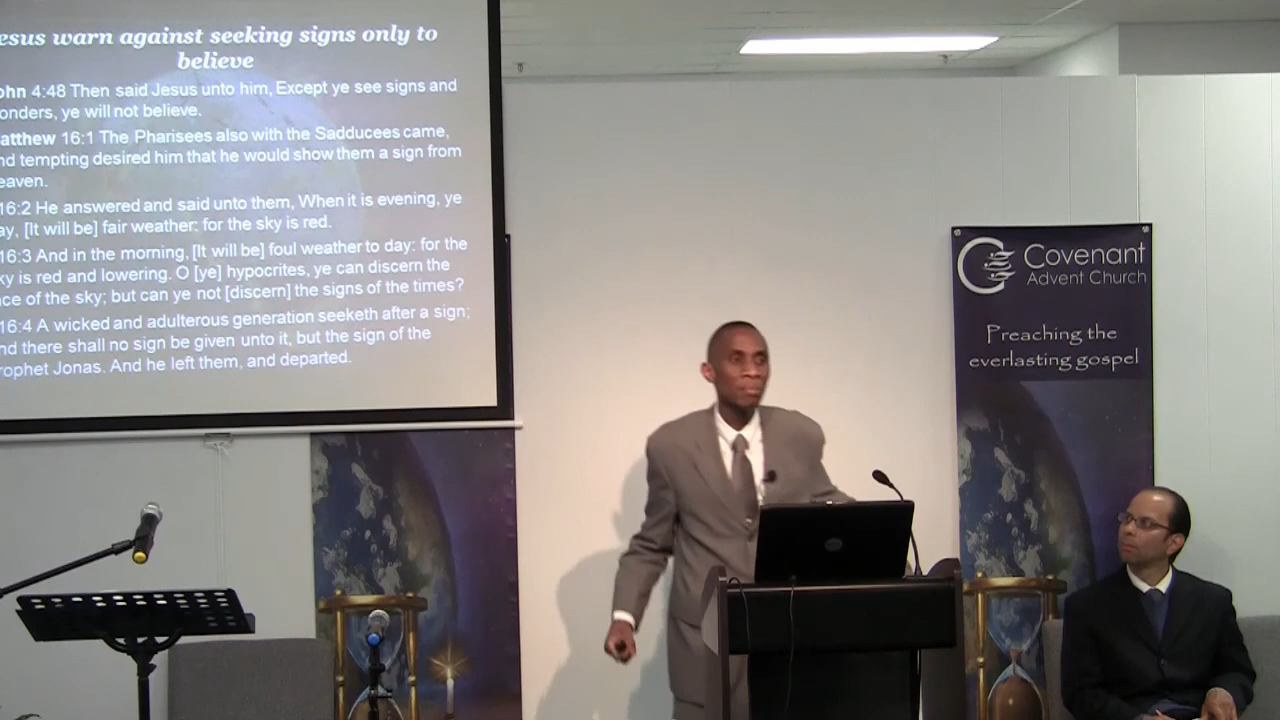 esus warn against seeking signs only to
believe
ohn 4:48 Then said Jesus unto him, Except ye see signs and
onders, ye will not believe.
atthew 16:1 The Pharisees also with the Sadducees came,
nd tempting desired him that he would show them a sign from
eaven.
16:2 He answered and said unto them, When it is evening, ye
ay, [It will be] fair weather: for the sky is red.
16:3 And in the morning, [It will be] foul weather to day: for the
ky is red and lowering. O [ye] hypocrites, ye can discern the
ce of the sky; but can ye not [discern] the signs of the times?
16:4 A wicked and adulterous generation seeketh after a sign;
nd there shall no sign be given unto it, but the sign of the
rophet Jonas. And he left them, and departed.
Covenant
Advent Church
Preaching the
everlasting gospel